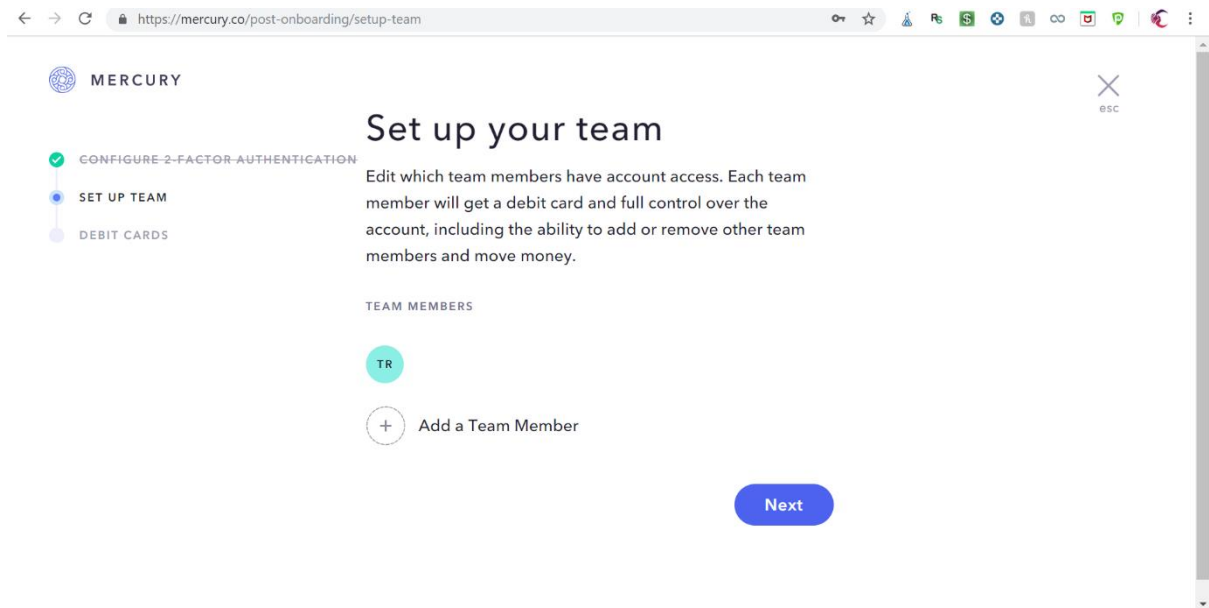 https://mercury.co/post-onboarding/setup-team
MERCURY
esc
CONFIGURE 2-FACTOR AUTHENTICATION
SET UP TEAM
DEBIT CARDS
Set up your team
Edit which team members have account access. Each team
member will get a debit card and full control over the
account, including the ability to add or remove other team
members and move money.
TEAM MEMBERS
TR
+ Add a Team Member
Next